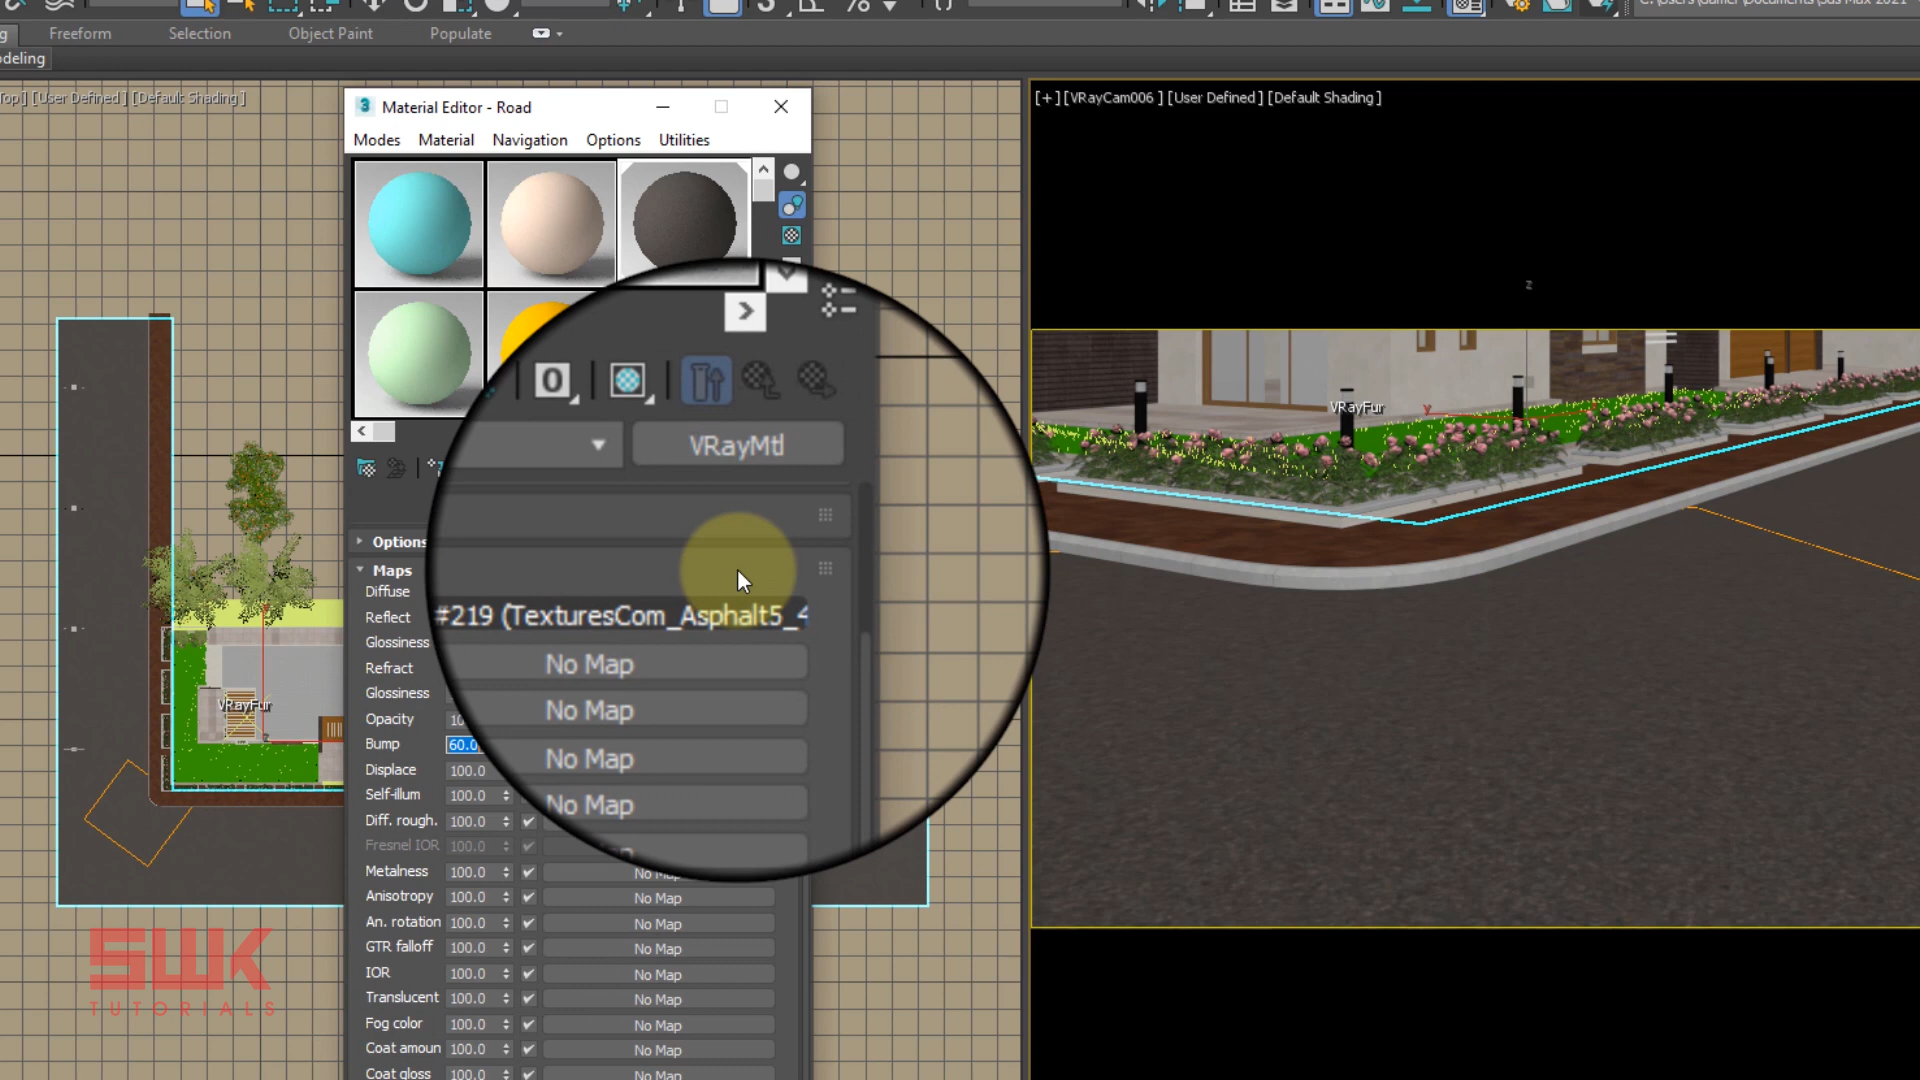 Freeform Selection Object Paint Populate
deling
[User Defined ] [Default Shading ]
Material Editor - Road
[+] [VRayCam006 ] [User Defined ] [Default Shading ]
Modes Material Navigation Options Utilities
z
VRayFur
y
O
VRayMtl
Options
Maps
Diffuse
#219 (TexturesCom_Asphalt5_4
Reflect
No Map
Glossiness
No Map
Refract
No Map
Glossiness
No Map
Opacity 10
Bump 60.0
Displace 100.0
Self-illum 100.0
Diff. rough. 100.0
Fresnel IOR 100.0
Metalness 100.0 No Map
Anisotropy 100.0 No Map
An. rotation 100.0 No Map
GTR falloff 100.0 No Map
IOR 100.0 No Map
Translucent 100.0 No Map
Fog color 100.0 No Map
Coat amoun 100.0 No Map
Coat gloss 100.0 No Map
VRayFur
SWK
TUTORIALS